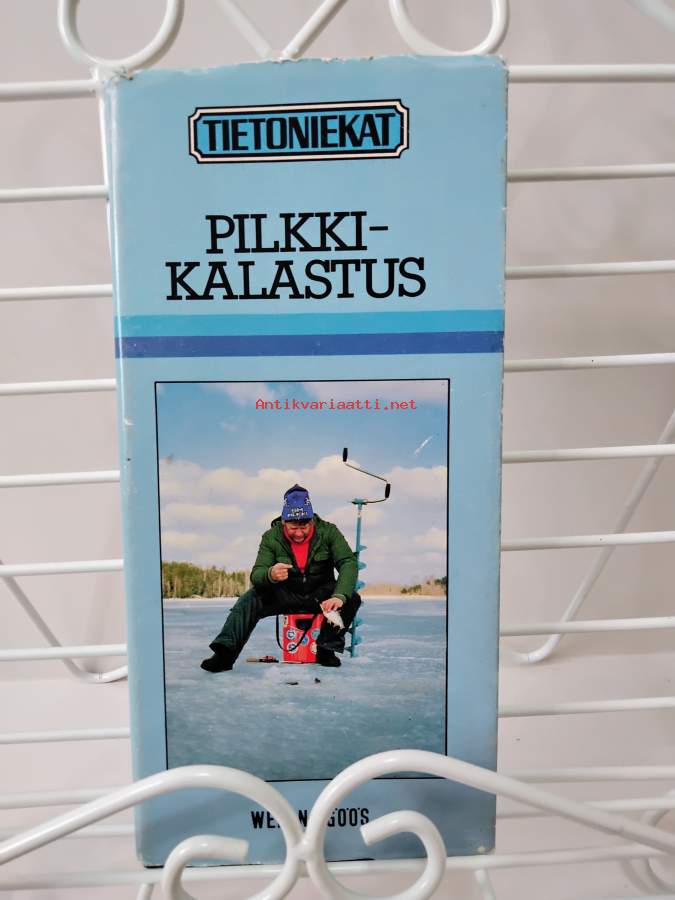 TIETONIEKAT
PILKKI-
KALASTUS
Antikvariaatti.net